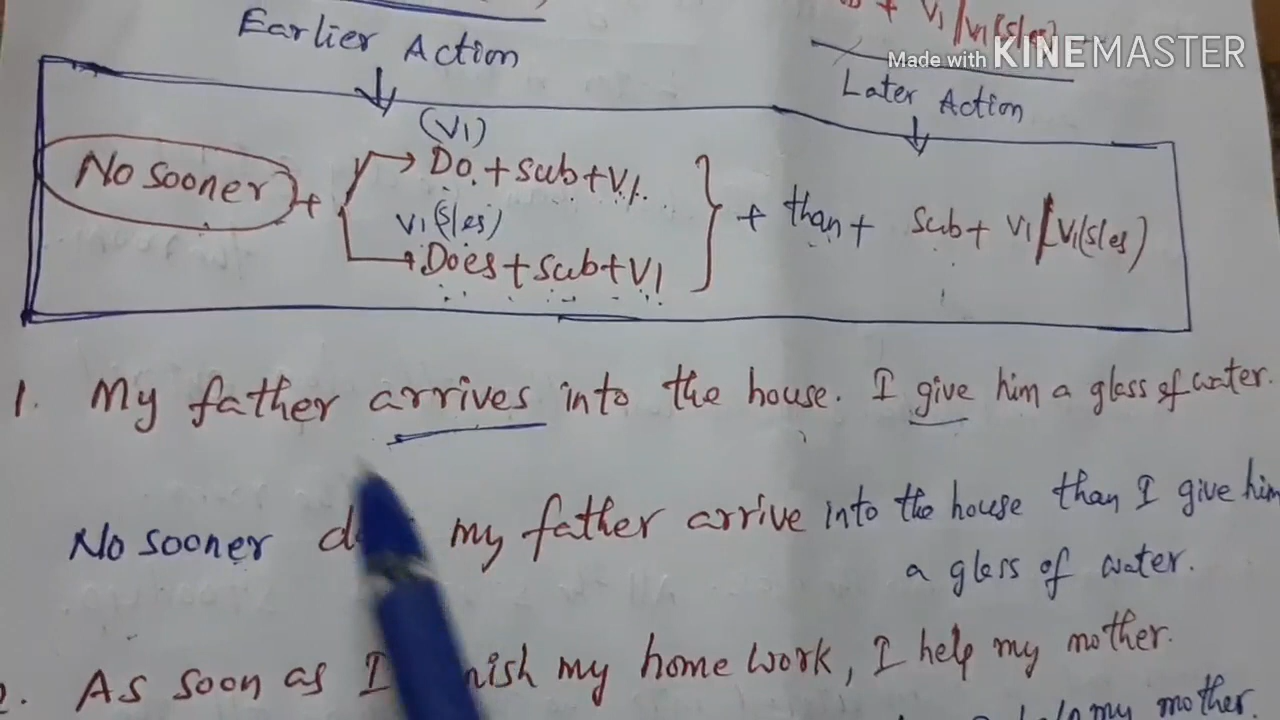 + V1/V1(s/es)
Made with KINEMASTER
Earlier Action
Later Action
(V1)
No sooner + Do + sub + V1. + than + Sub + V1/V1(s/es)
V1(s/es)
Does + sub + V1
1. My father arrives into the house. I give him a glass of water.
No sooner my father arrive into the house than I give him
a glass of water.
2. As soon as I my home work, I help my mother.
my mother.